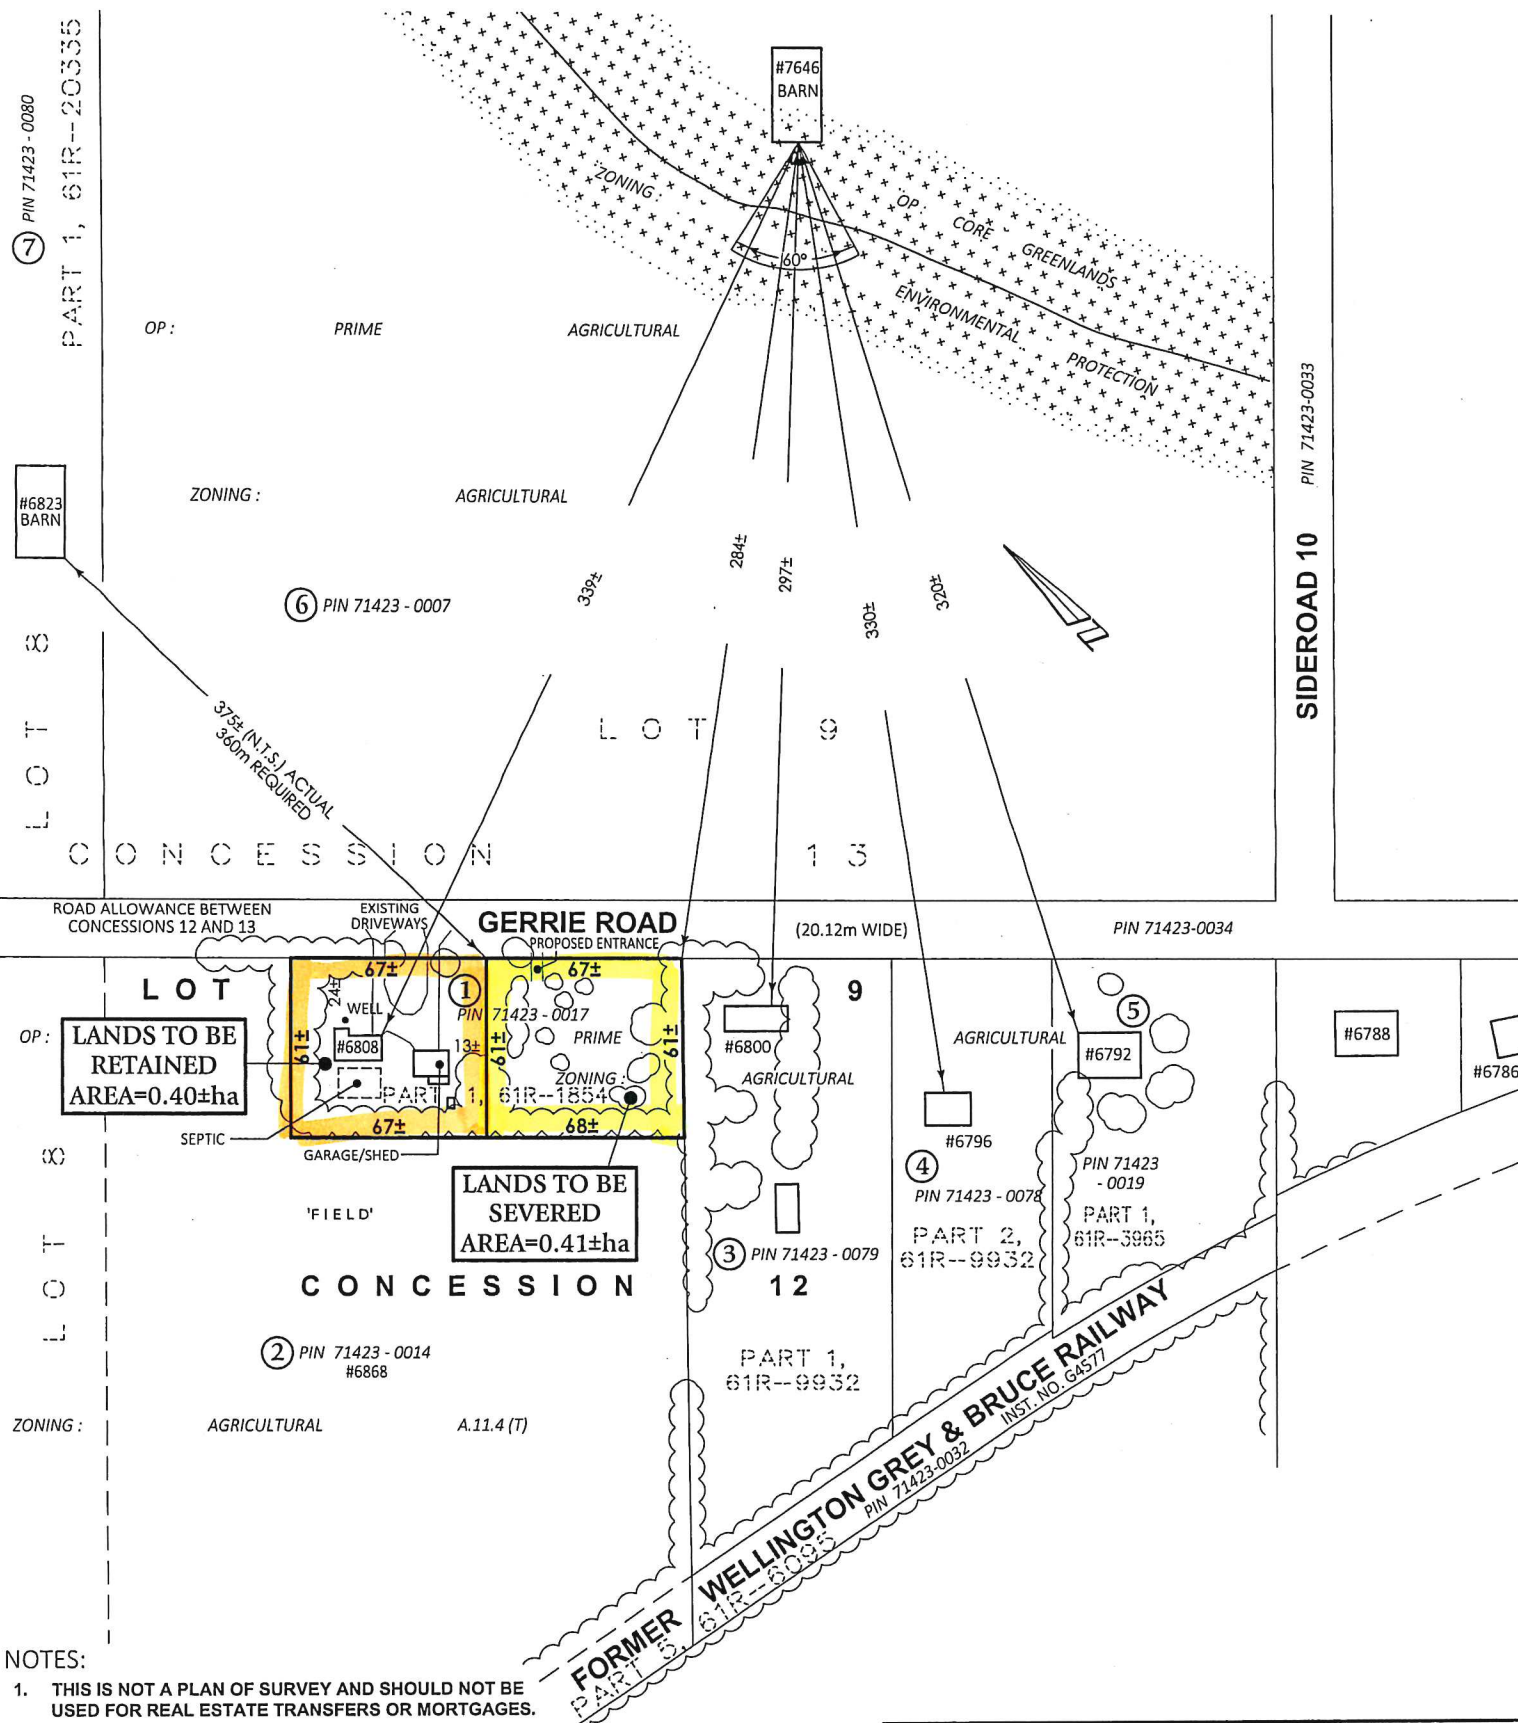 #7646
BARN
⑦ PIN 71423 - 0080
PART 1, 61R--20335
ZONING :
OP : CORE GREENLANDS
60°
ENVIRONMENTAL PROTECTION
OP : PRIME AGRICULTURAL
PIN 71423-0033
SIDEROAD 10
#6823
BARN
ZONING : AGRICULTURAL
339±
284±
297±
330±
320±
⑥ PIN 71423 - 0007
LOT 8
375± (N.T.S.) ACTUAL
360m REQUIRED
LOT 9
CONCESSION 13
ROAD ALLOWANCE BETWEEN
CONCESSIONS 12 AND 13
EXISTING
DRIVEWAYS
GERRIE ROAD
(20.12m WIDE)
PIN 71423-0034
PROPOSED ENTRANCE
67±
67±
LOT 9
24±
①
PIN 71423 - 0017
WELL
61±
61±
61±
13±
#6808
OP : PRIME AGRICULTURAL
LANDS TO BE
RETAINED
AREA=0.40±ha
#6800
⑤
#6792
#6788
#6786
ZONING : AGRICULTURAL
PART 1, 61R--1854
67±
68±
SEPTIC
GARAGE/SHED
#6796
LOT 8
LANDS TO BE
SEVERED
AREA=0.41±ha
④
PIN 71423 - 0078
PIN 71423
- 0019
'FIELD'
PART 2,
61R--9932
PART 1,
61R--3965
③ PIN 71423 - 0079
CONCESSION 12
② PIN 71423 - 0014
#6868
PART 1,
61R--9932
ZONING : AGRICULTURAL A.11.4 (T)
FORMER WELLINGTON GREY & BRUCE RAILWAY
INST. NO. G4577
PIN 71423-0032
PART 5, 61R--6095
NOTES:
1. THIS IS NOT A PLAN OF SURVEY AND SHOULD NOT BE
USED FOR REAL ESTATE TRANSFERS OR MORTGAGES.